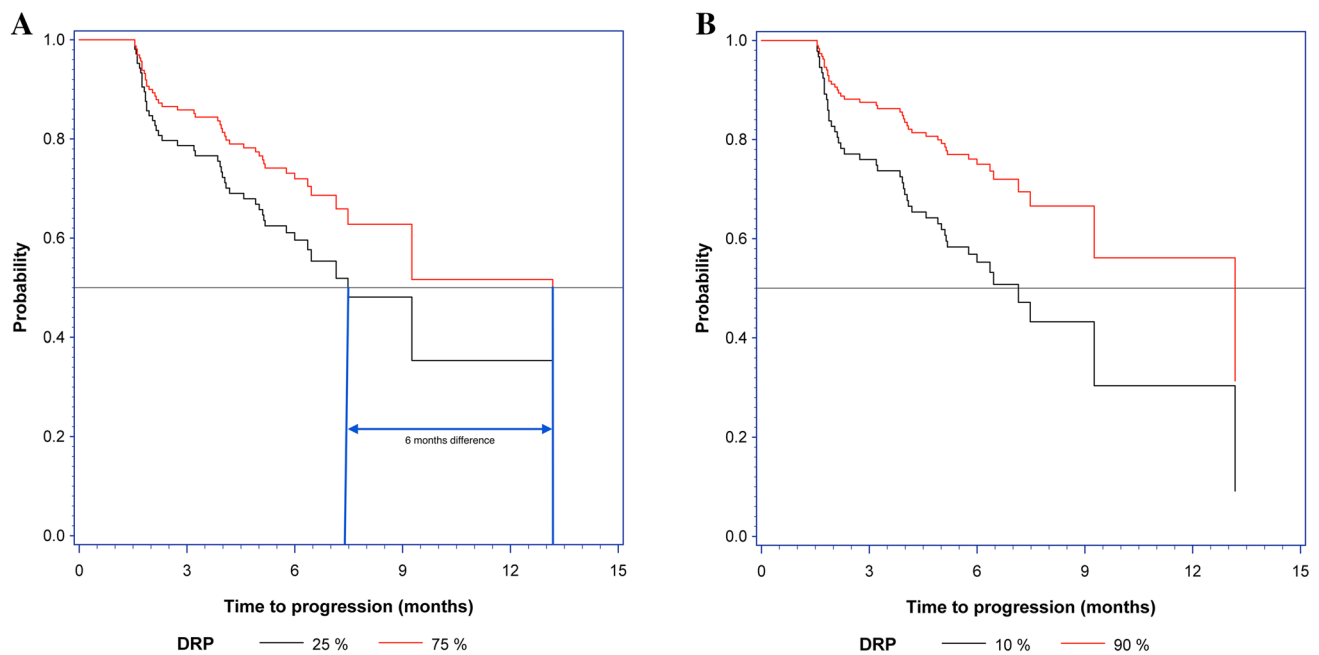 A
1.0
0.8
0.6
0.4
0.2
0.0
Probability
6 months difference
0 3 6 9 12 15
Time to progression (months)
DRP 25 % 75 %
B
1.0
0.8
0.6
0.4
0.2
0.0
Probability
0 3 6 9 12 15
Time to progression (months)
DRP 10 % 90 %